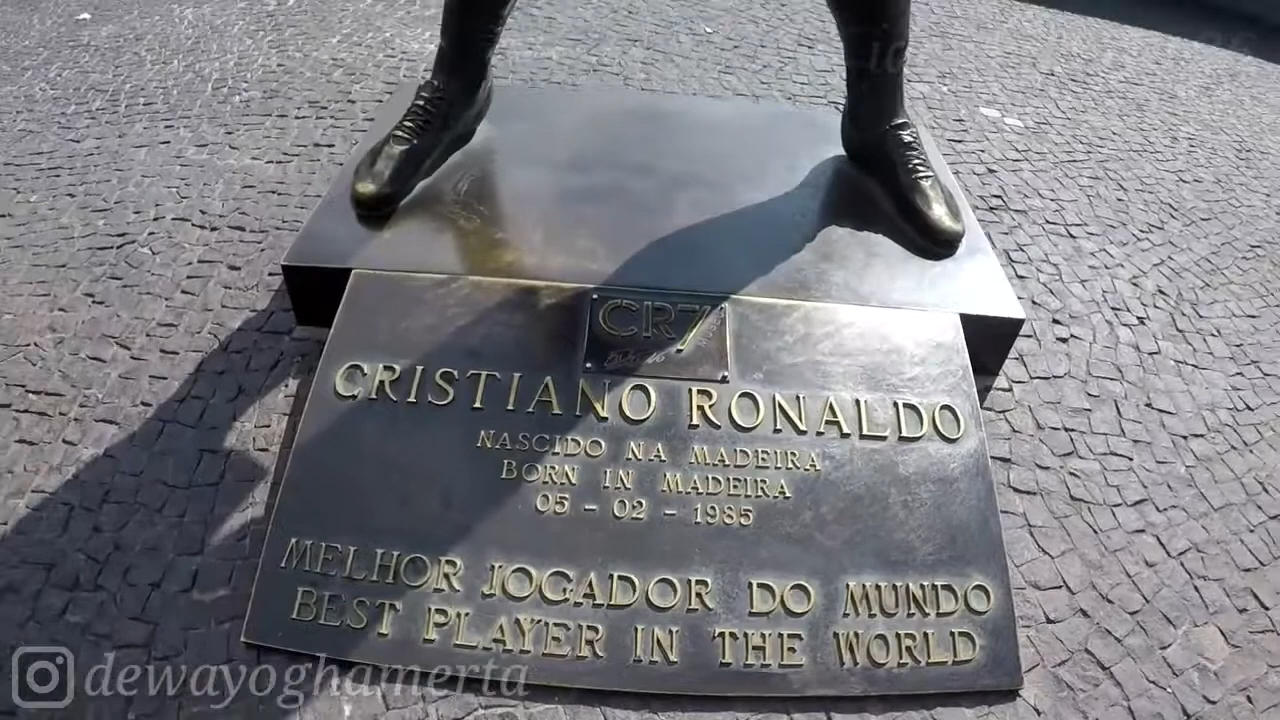 CR7
CRISTIANO RONALDO
NASCIDO NA MADEIRA
BORN IN MADEIRA
05 - 02 - 1985
MELHOR JOGADOR DO MUNDO
BEST PLAYER IN THE WORLD
dewayoghamerta